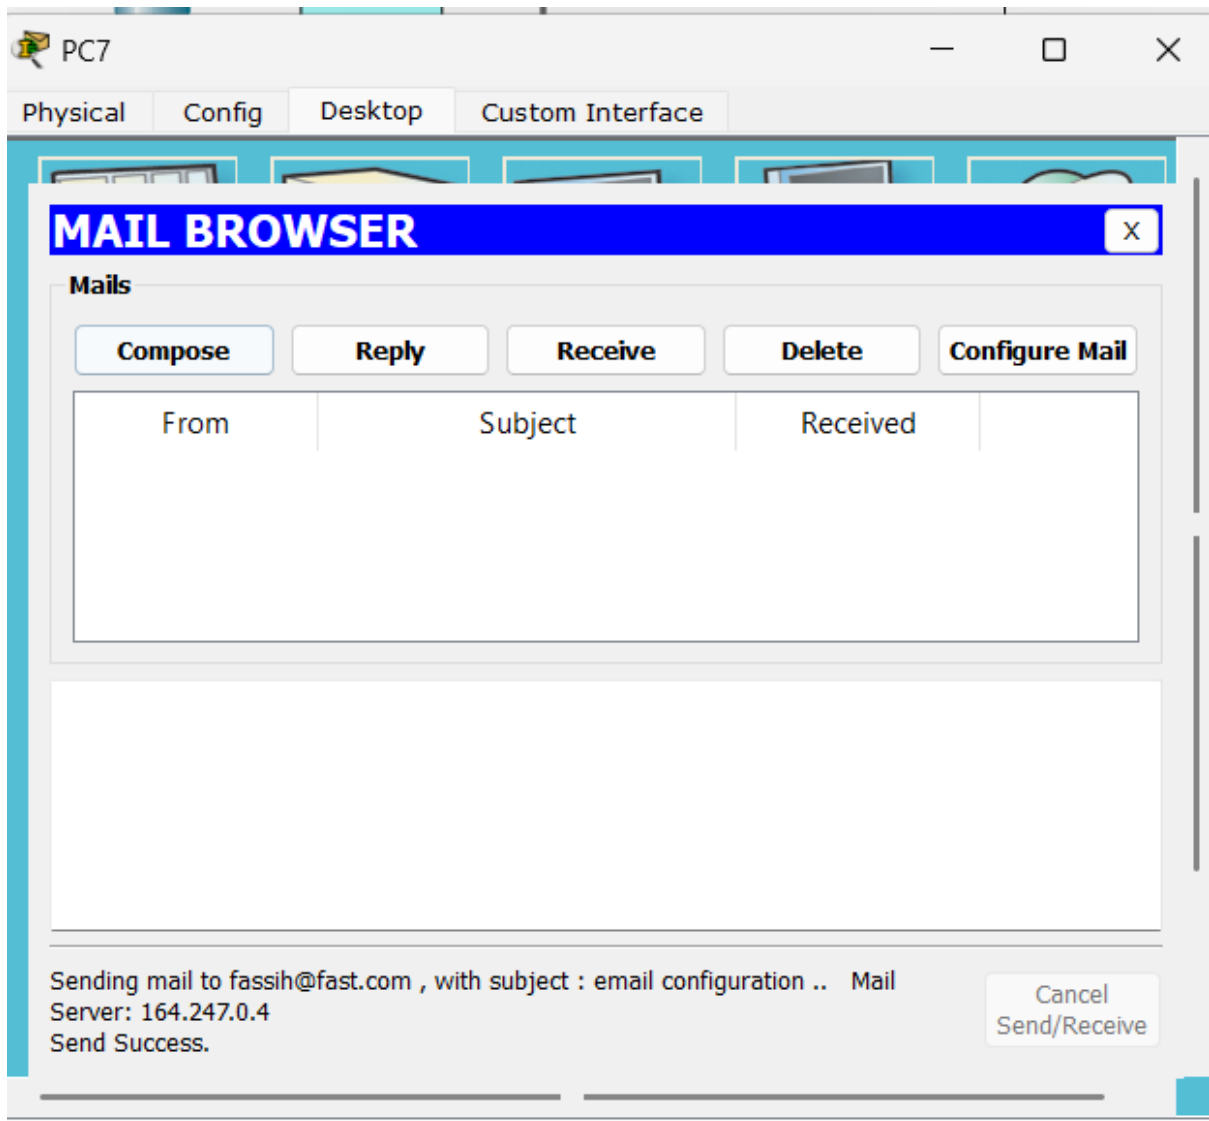 PC7
Physical Config Desktop Custom Interface
MAIL BROWSER X
Mails
Compose Reply Receive Delete Configure Mail
From Subject Received
Sending mail to fassih@fast.com , with subject : email configuration .. Mail
Server: 164.247.0.4
Send Success.
Cancel
Send/Receive